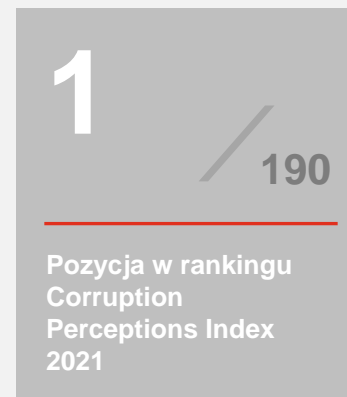 1
190
Pozycja w rankingu
Corruption
Perceptions Index
2021